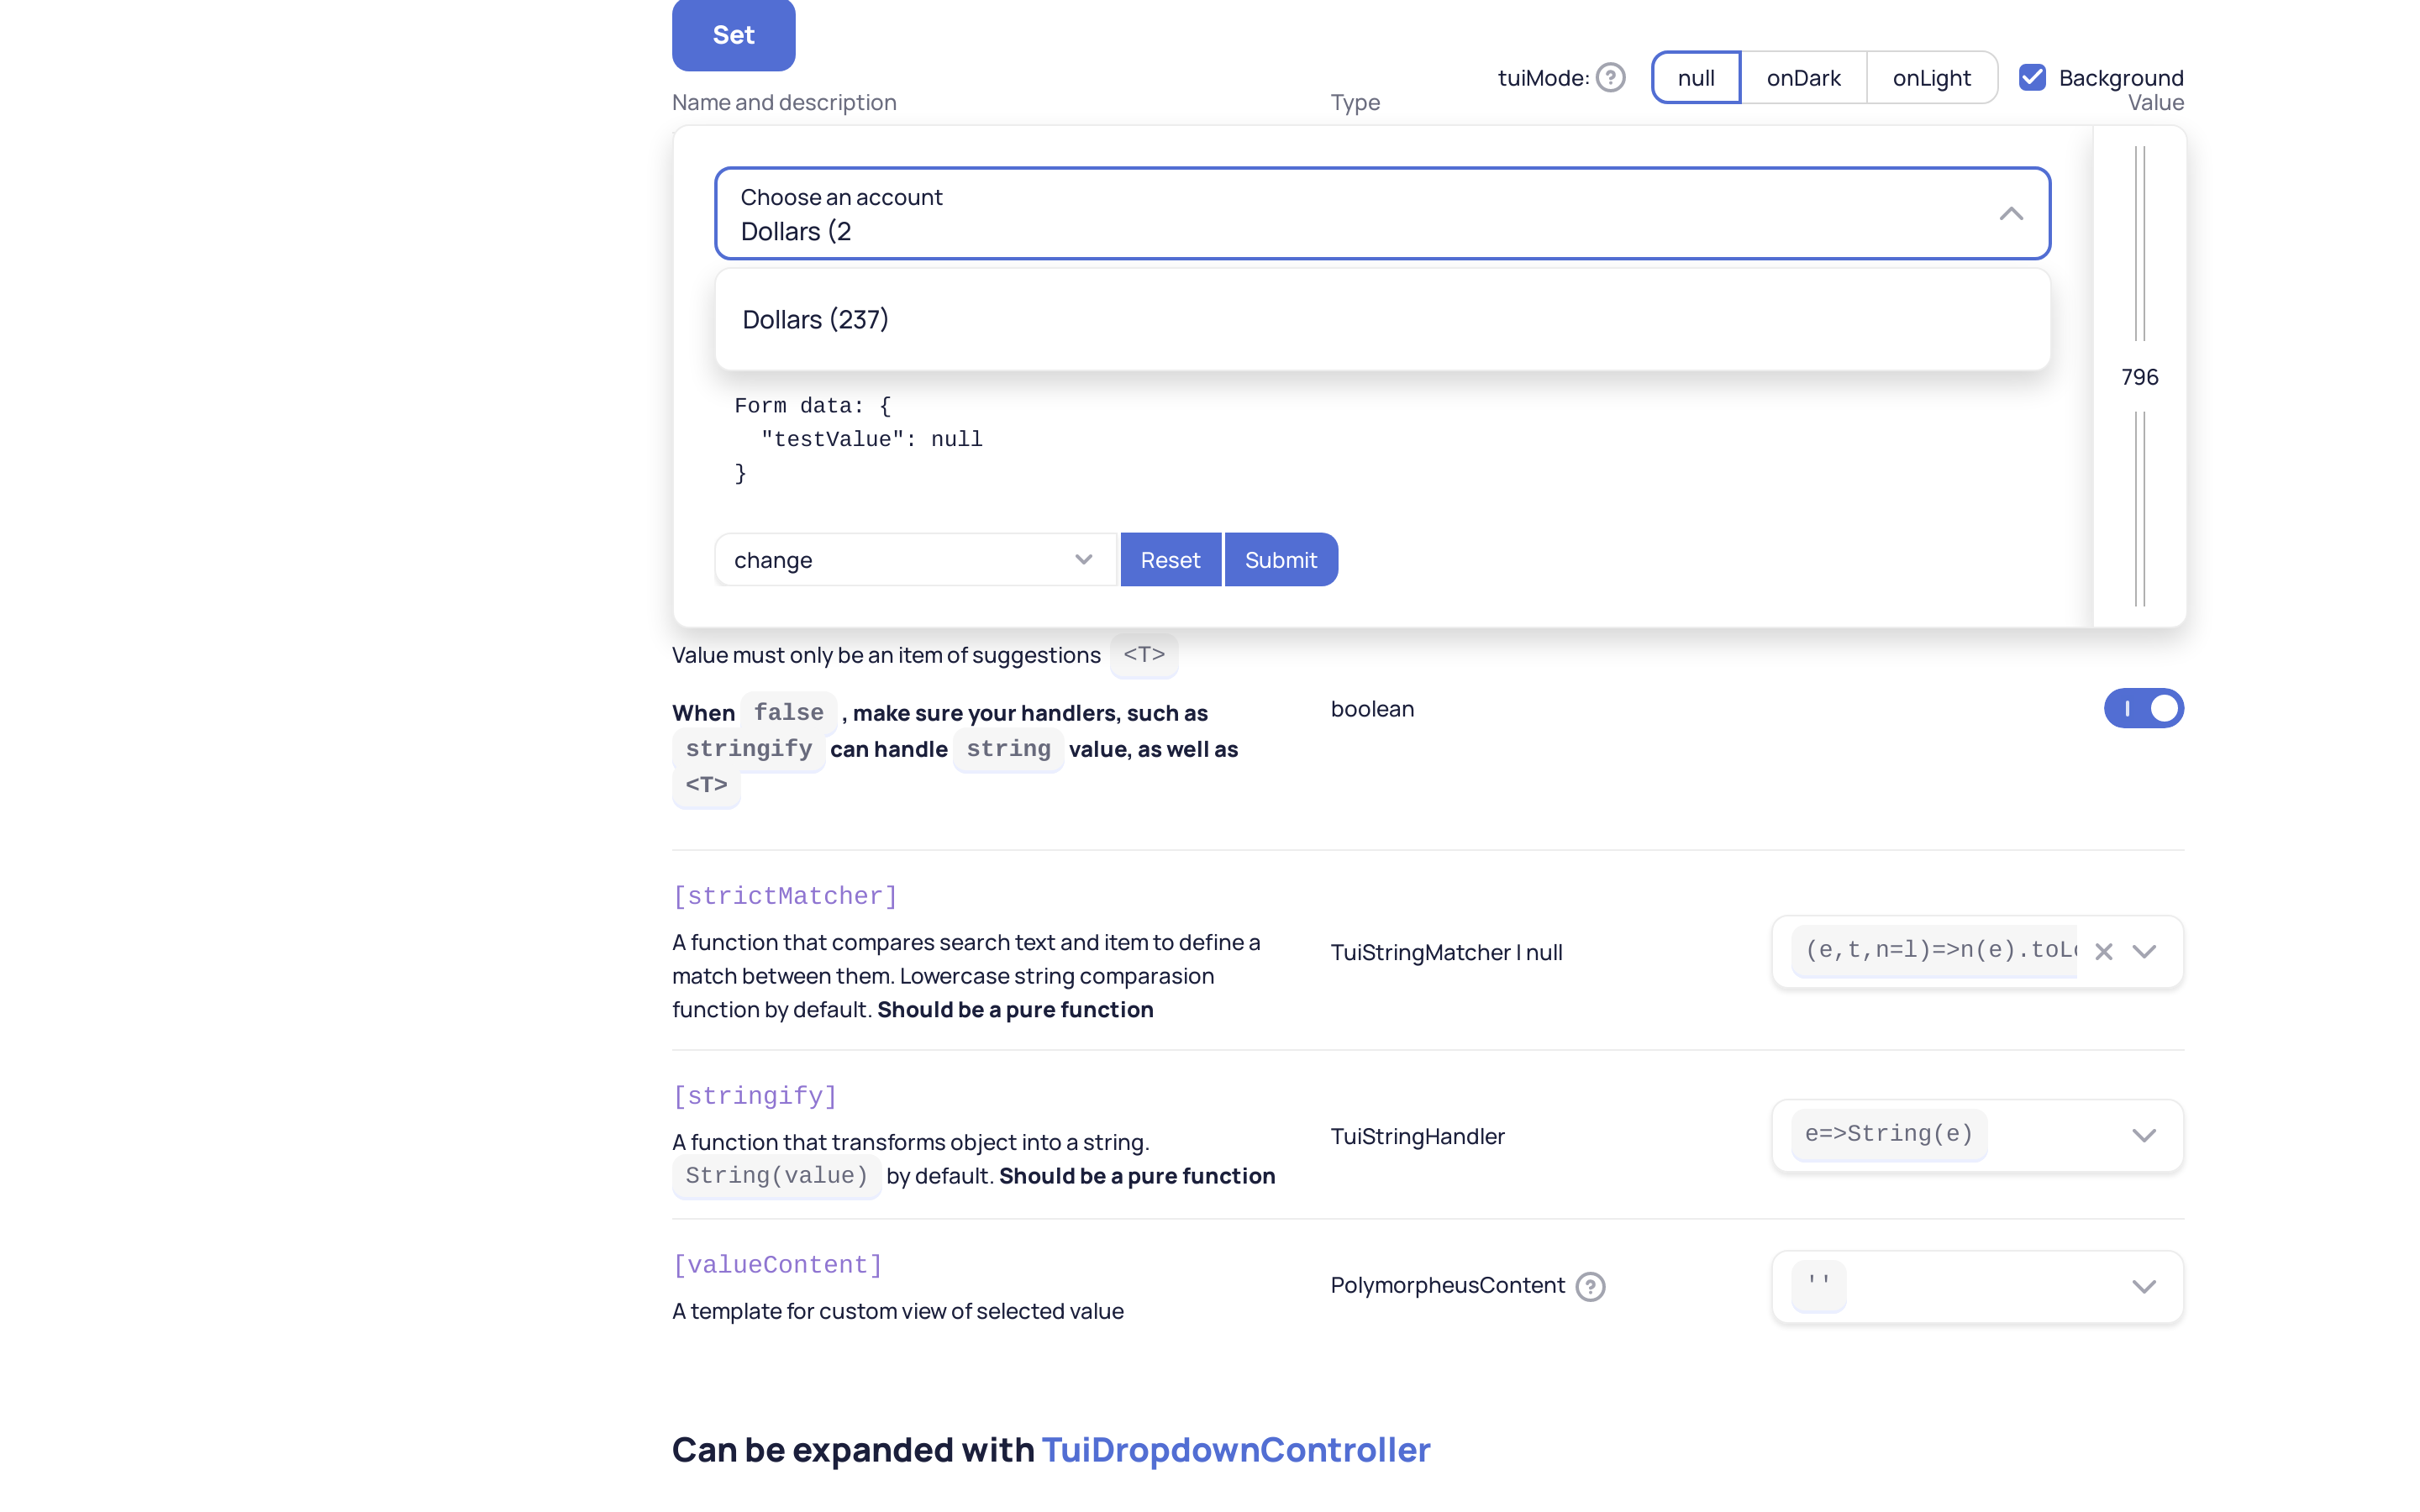 Set
tuiMode: ? null onDark onLight Background
Name and description Type Value
Choose an account
Dollars (2
Dollars (237)
796
Form data: {
"testValue": null
}
change Reset Submit
Value must only be an item of suggestions <T>
When false , make sure your handlers, such as
stringify can handle string value, as well as
<T>
boolean
[strictMatcher]
A function that compares search text and item to define a
match between them. Lowercase string comparasion
function by default. Should be a pure function
TuiStringMatcher | null
(e,t,n=l)=>n(e).toLo
[stringify]
A function that transforms object into a string.
String(value) by default. Should be a pure function
TuiStringHandler
e=>String(e)
[valueContent]
A template for custom view of selected value
PolymorpheusContent ?
''
Can be expanded with TuiDropdownController